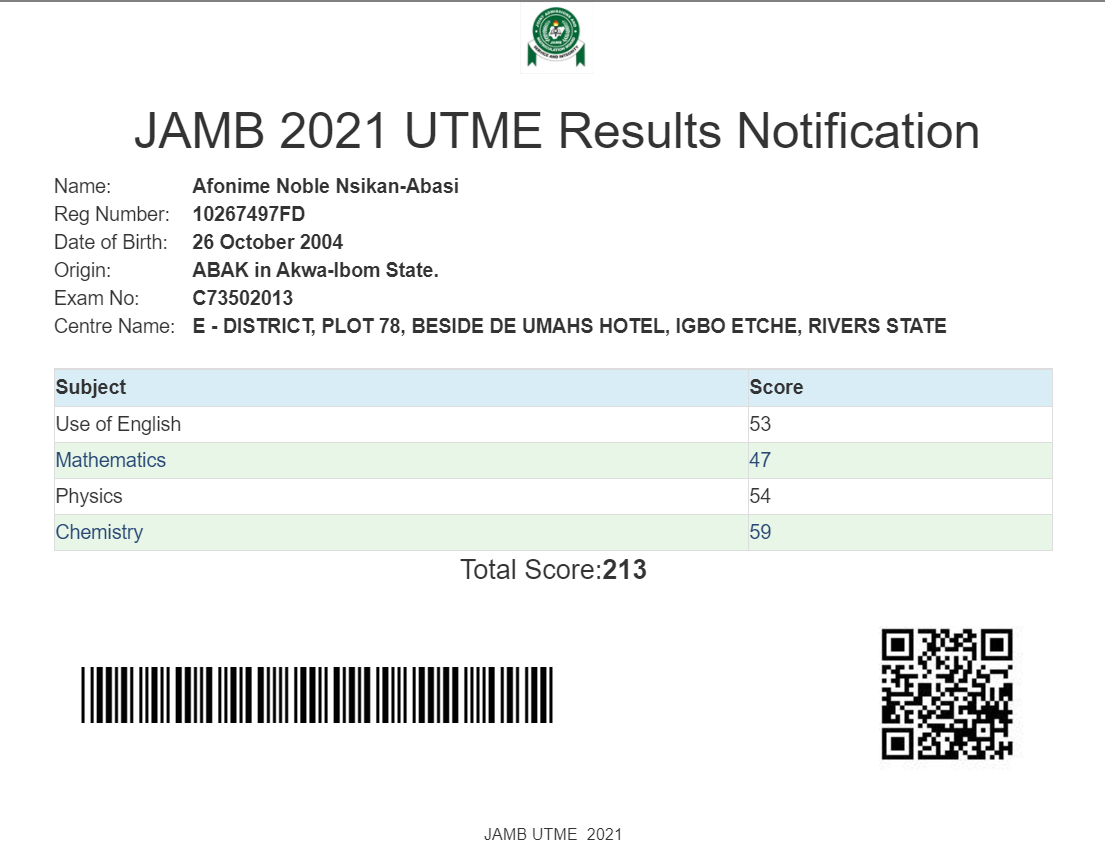 JAMB 2021 UTME Results Notification
Name: Afonime Noble Nsikan-Abasi
Reg Number: 10267497FD
Date of Birth: 26 October 2004
Origin: ABAK in Akwa-Ibom State.
Exam No: C73502013
Centre Name: E - DISTRICT, PLOT 78, BESIDE DE UMAHS HOTEL, IGBO ETCHE, RIVERS STATE
Subject Score
Use of English 53
Mathematics 47
Physics 54
Chemistry 59
Total Score:213
JAMB UTME 2021